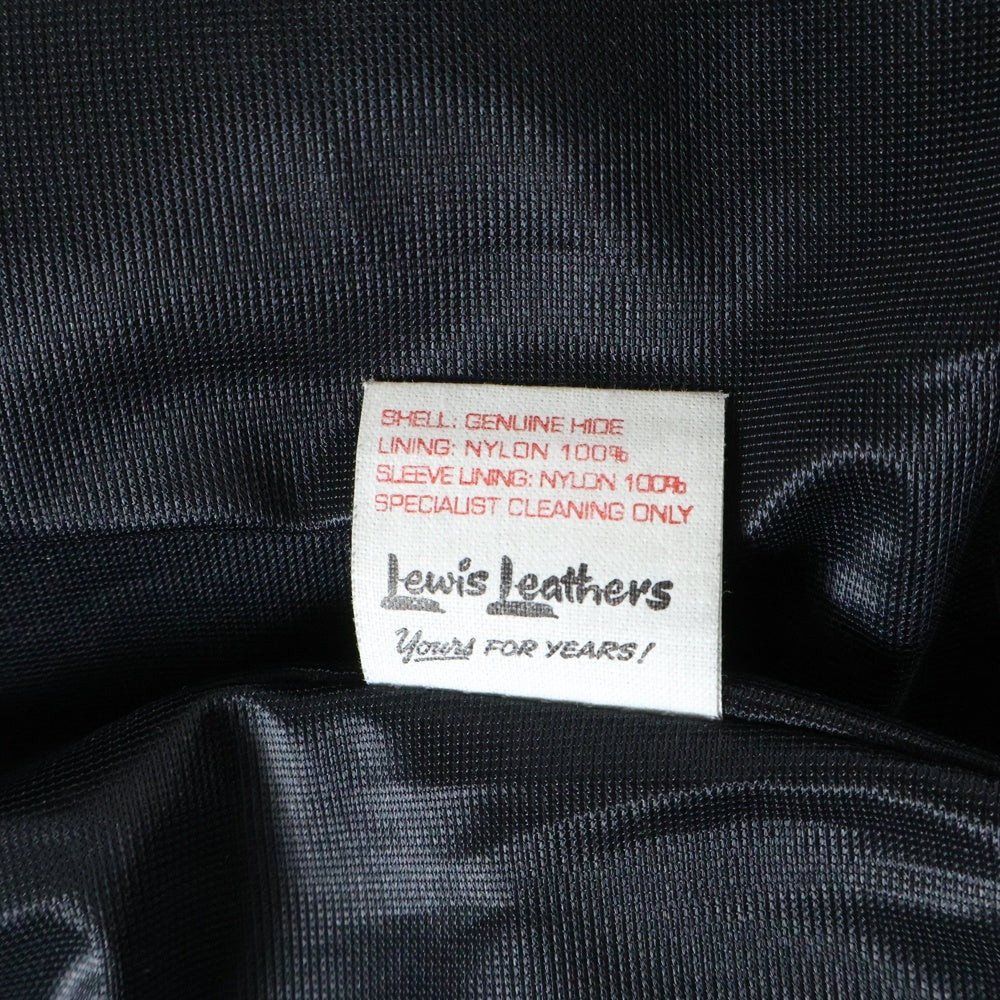 SHELL: GENUINE HIDE
LINING: NYLON 100%
SLEEVE LINING: NYLON 100%
SPECIALIST CLEANING ONLY
Lewis Leathers
Yours FOR YEARS!